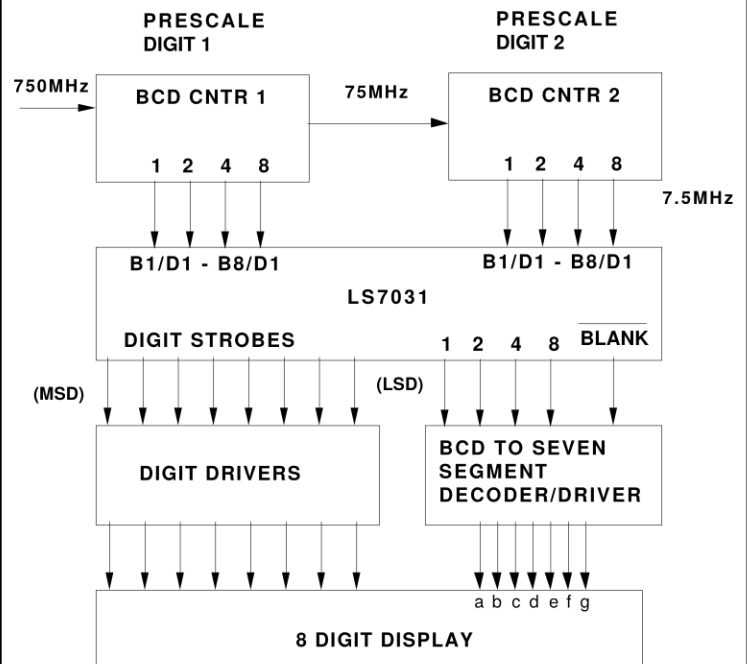 PRESCALE
DIGIT 1
PRESCALE
DIGIT 2
750MHz
BCD CNTR 1
75MHz
BCD CNTR 2
1 2 4 8
1 2 4 8
7.5MHz
B1/D1 - B8/D1
B1/D1 - B8/D1
LS7031
DIGIT STROBES
1 2 4 8
BLANK
(MSD)
(LSD)
DIGIT DRIVERS
BCD TO SEVEN
SEGMENT
DECODER/DRIVER
a b c d e f g
8 DIGIT DISPLAY